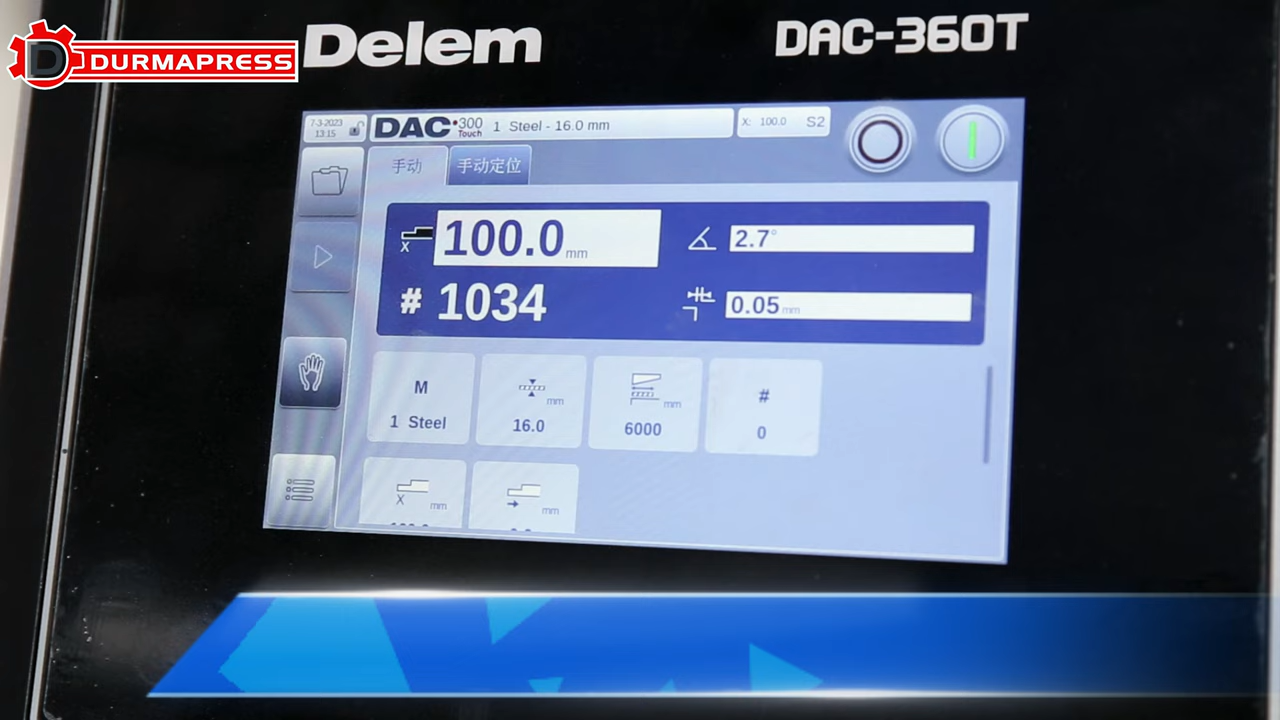 DURMAPRESS
Delem
DAC-360T
7-3-2023
13:15
DAC•300
Touch
1 Steel - 16.0 mm
X: 100.0 S2
手动
手动定位
X 100.0 mm
2.7°
# 1034
0.05 mm
M
1 Steel
mm
16.0
mm
6000
#
0
X mm
mm